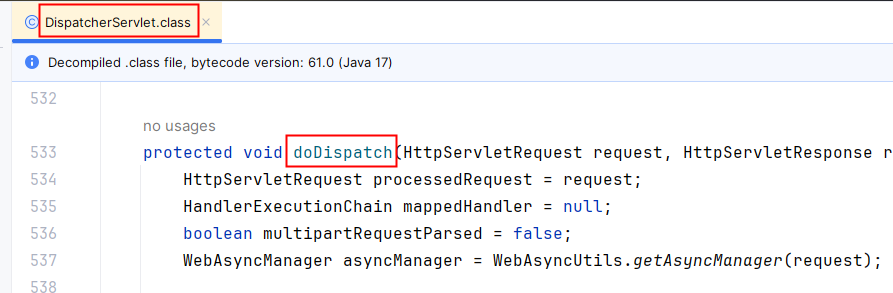 DispatcherServlet.class
Decompiled .class file, bytecode version: 61.0 (Java 17)
532
no usages
533 protected void doDispatch(HttpServletRequest request, HttpServletResponse r
534 HttpServletRequest processedRequest = request;
535 HandlerExecutionChain mappedHandler = null;
536 boolean multipartRequestParsed = false;
537 WebAsyncManager asyncManager = WebAsyncUtils.getAsyncManager(request);
538